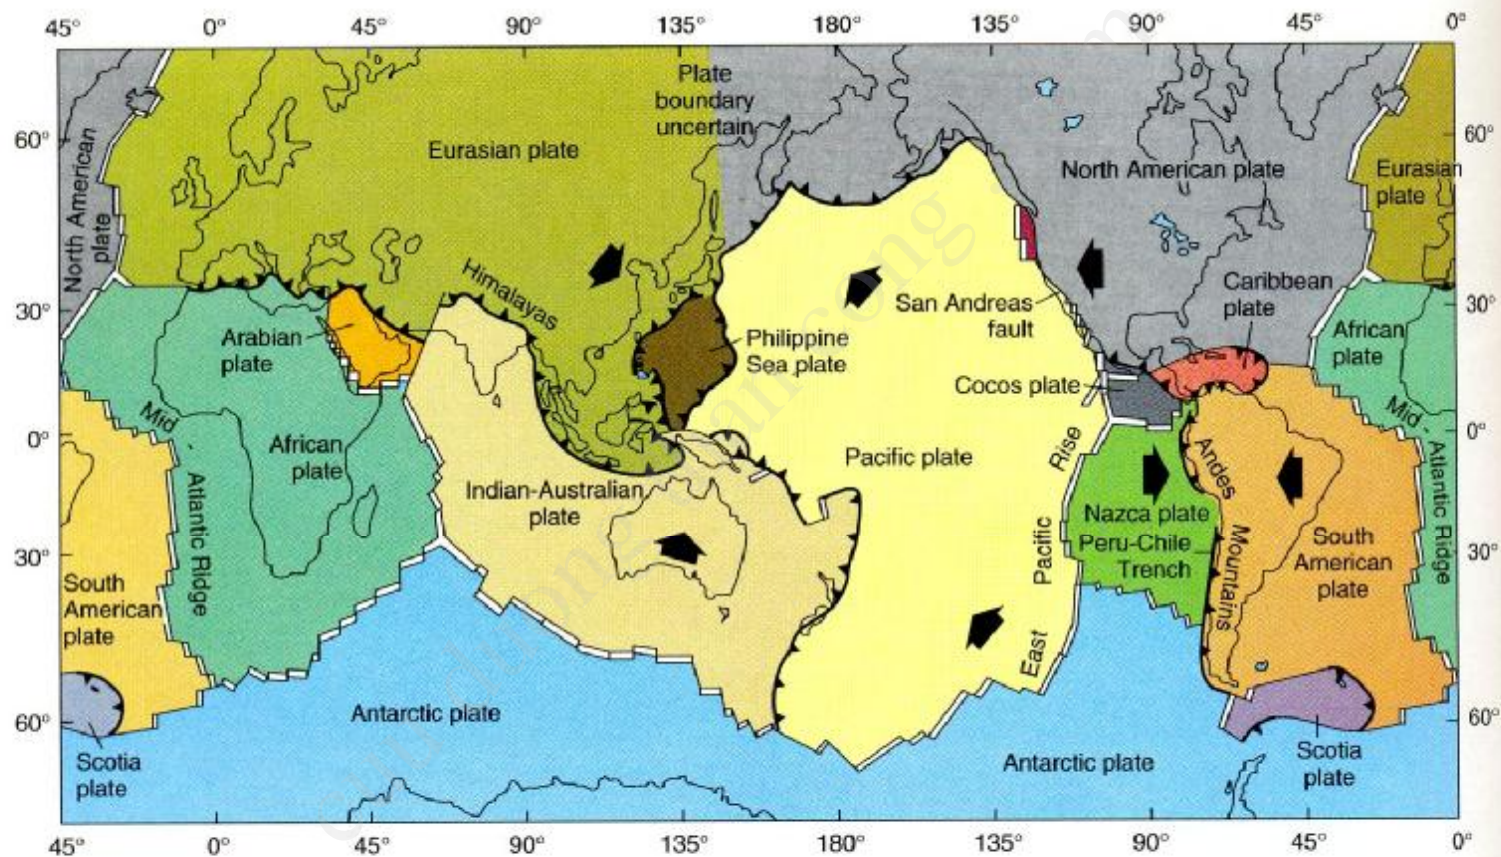 45° 0° 45° 90° 135° 180° 135° 90° 45° 0°
Plate
boundary
uncertain
60°
60°
Eurasian plate
North American plate
Eurasian
plate
North American
plate
Himalayas
30°
30°
San Andreas
fault
Caribbean
plate
Arabian
plate
Philippine
Sea plate
African
plate
Cocos plate
Mid
-
Atlantic Ridge
Mid -
Atlantic Ridge
0°
0°
African
plate
Pacific plate
East Pacific Rise
Andes
Mountains
Indian-Australian
plate
Nazca plate
Peru-Chile
Trench
30°
30°
South
American
plate
South
American
plate
Antarctic plate
60°
60°
Scotia
plate
Antarctic plate
Scotia
plate
45° 0° 45° 90° 135° 180° 135° 90° 45° 0°